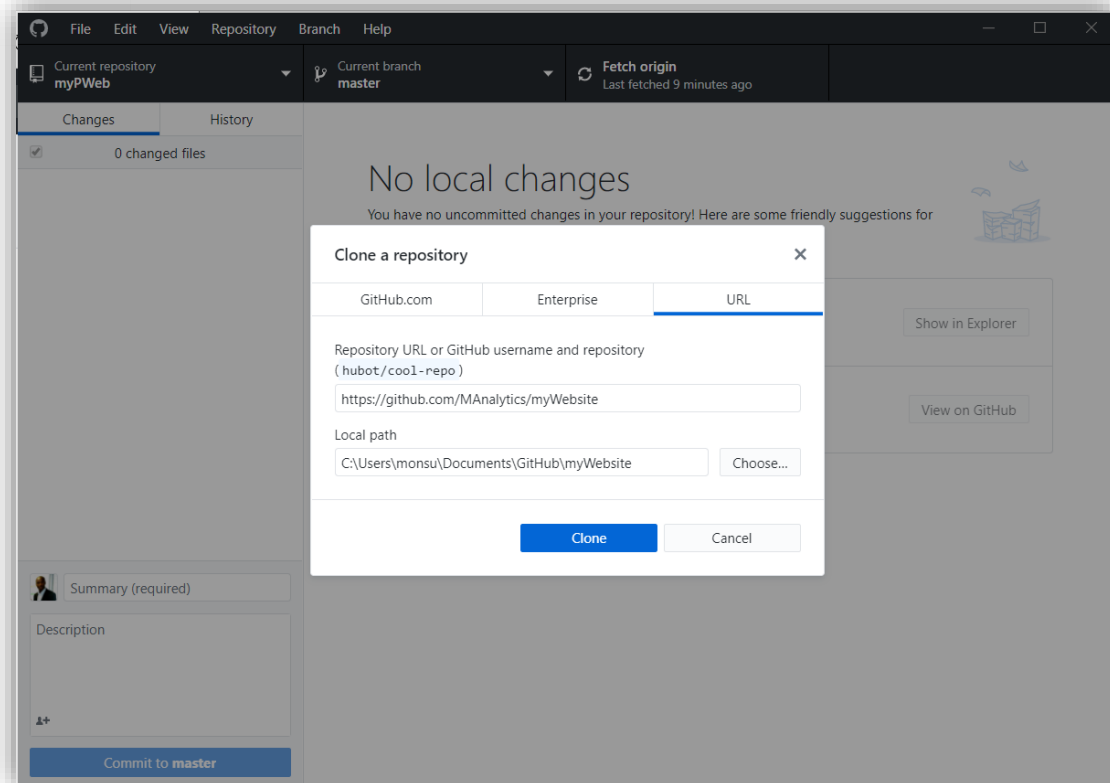 File Edit View Repository Branch Help
Current repository
myPWeb
Current branch
master
Fetch origin
Last fetched 9 minutes ago
Changes History
0 changed files
No local changes
You have no uncommitted changes in your repository! Here are some friendly suggestions for
Clone a repository
GitHub.com Enterprise URL
Repository URL or GitHub username and repository
(hubot/cool-repo)
https://github.com/MAnalytics/myWebsite
Local path
C:\Users\monsu\Documents\GitHub\myWebsite Choose...
Clone Cancel
Show in Explorer
View on GitHub
Summary (required)
Description
Commit to master